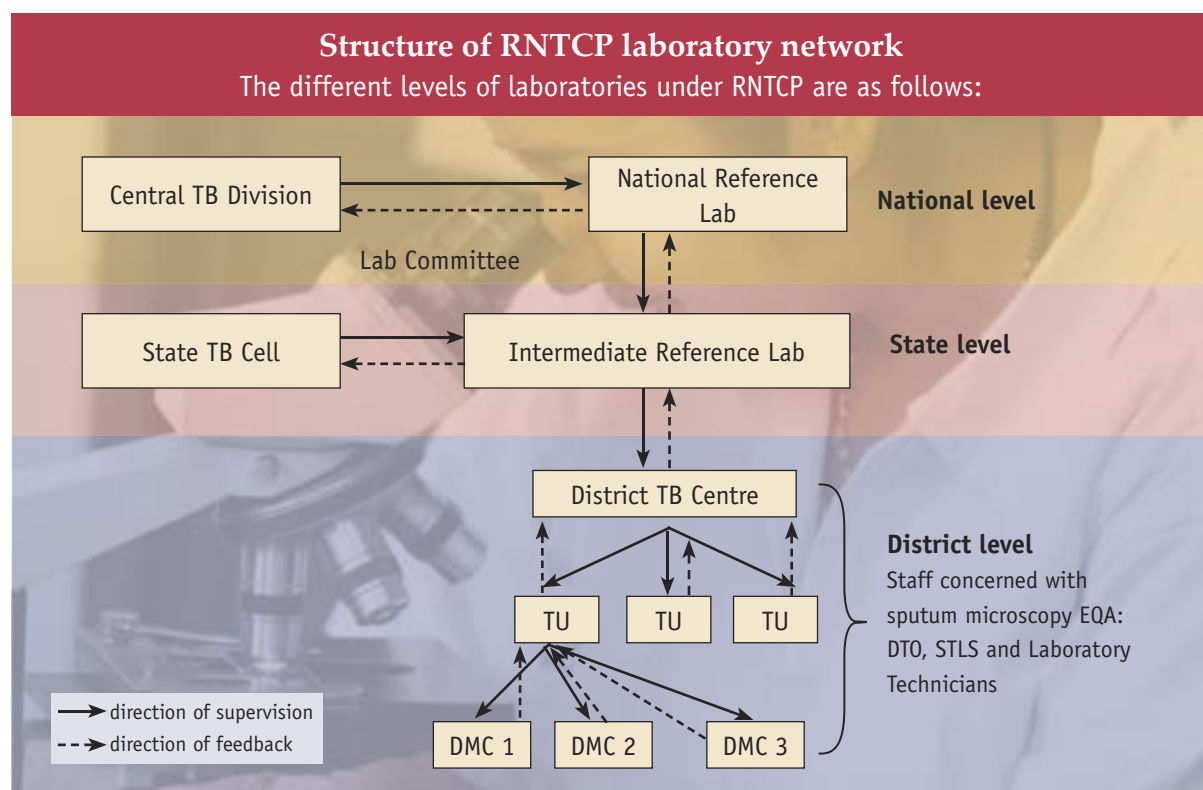 Structure of RNTCP laboratory network
The different levels of laboratories under RNTCP are as follows:
Central TB Division
National Reference
Lab
National level
Lab Committee
State TB Cell
Intermediate Reference Lab
State level
District TB Centre
District level
Staff concerned with
sputum microscopy EQA:
DTO, STLS and Laboratory
Technicians
TU
TU
TU
direction of supervision
direction of feedback
DMC 1
DMC 2
DMC 3